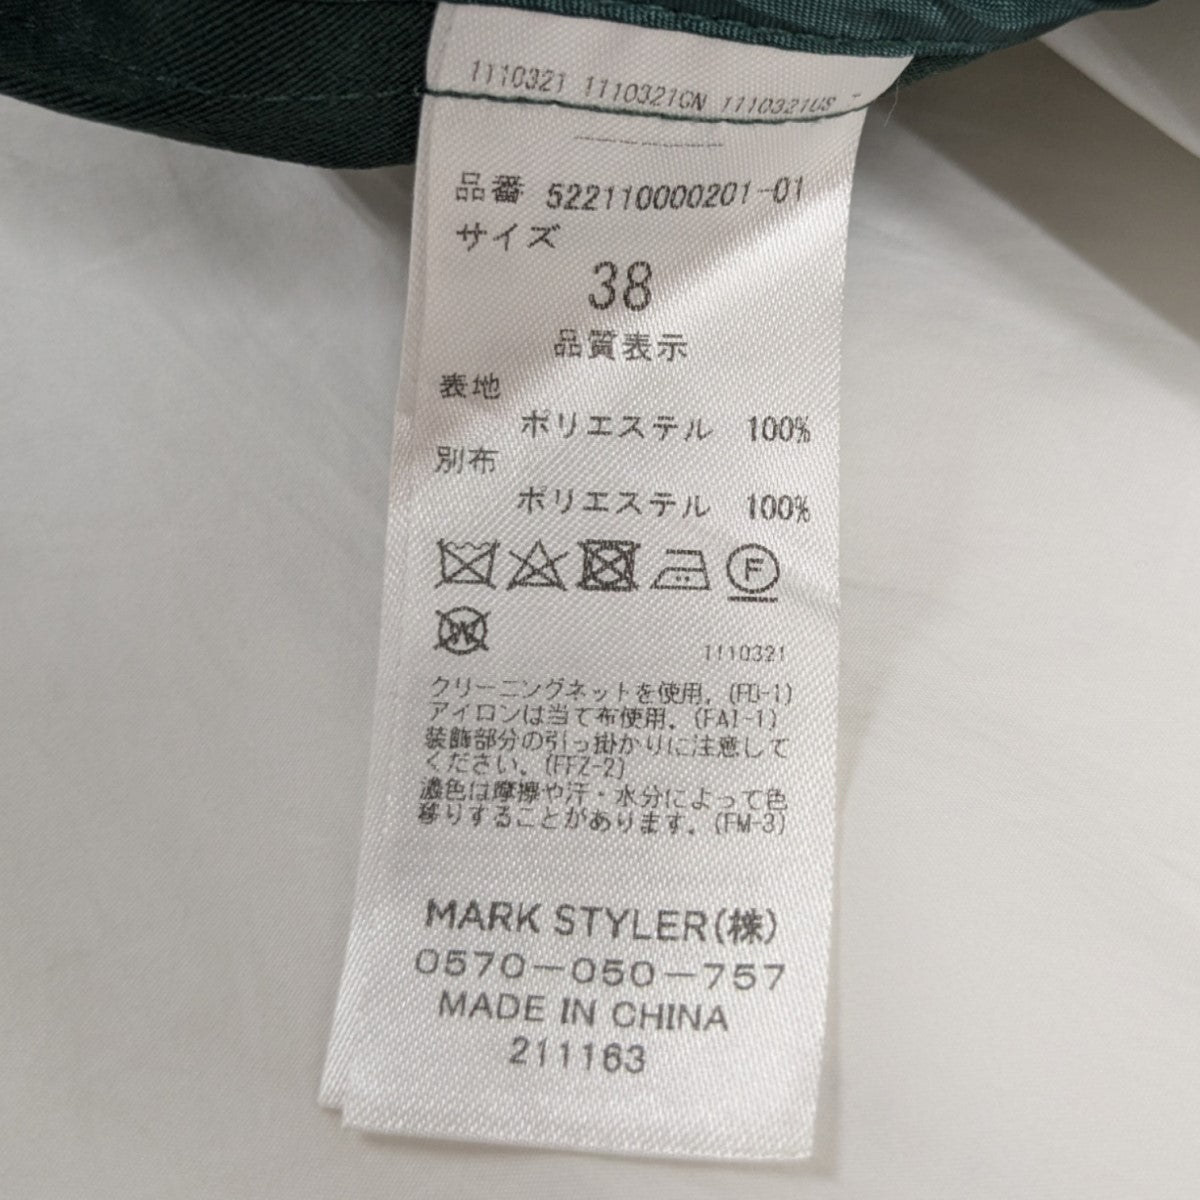 1110321 1110321CN 1110321US -
品番 522110000201-01
サイズ
38
品質表示
表地
ポリエステル 100%
別布
ポリエステル 100%
F
W
1110321
クリーニングネットを使用。(FD-1)
アイロンは当て布使用。(FA1-1)
装飾部分の引っ掛かりに注意して
ください。(FFZ-2)
濃色は摩擦や汗・水分によって色
移りすることがあります。(FM-3)
MARK STYLER(株)
0570-050-757
MADE IN CHINA
211163